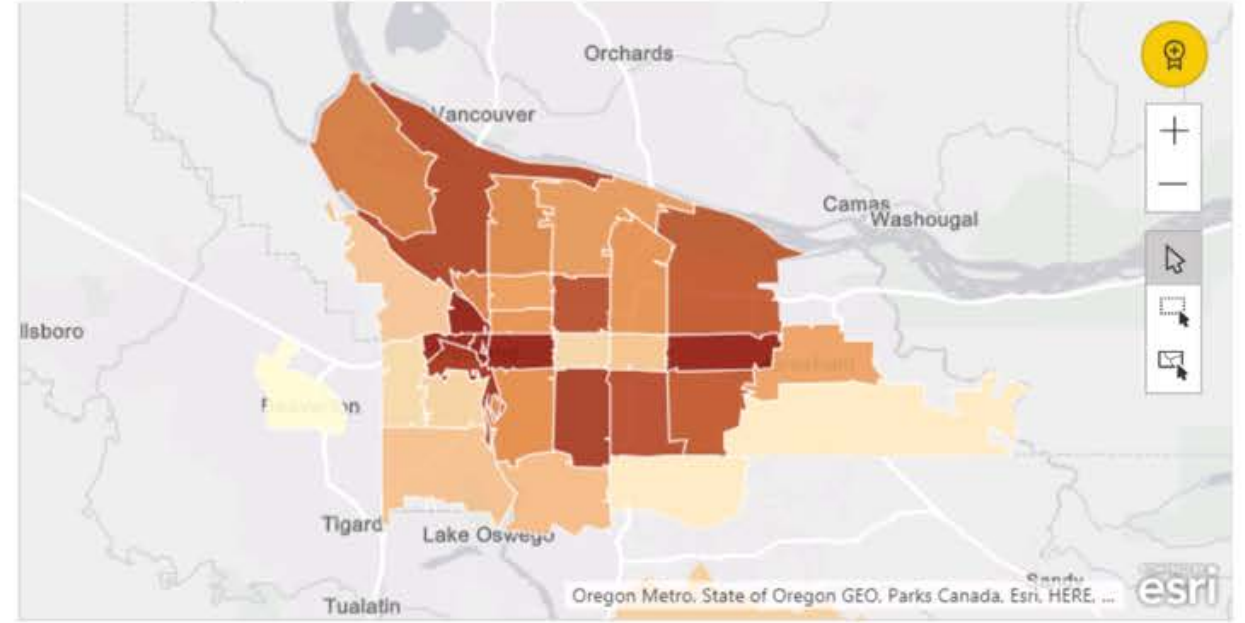 Orchards
Vancouver
Camas
Washougal
llsboro
Tigard
Lake Oswego
Sandy
Oregon Metro, State of Oregon GEO, Parks Canada, Esri, HERE, ...
esri
Tualatin